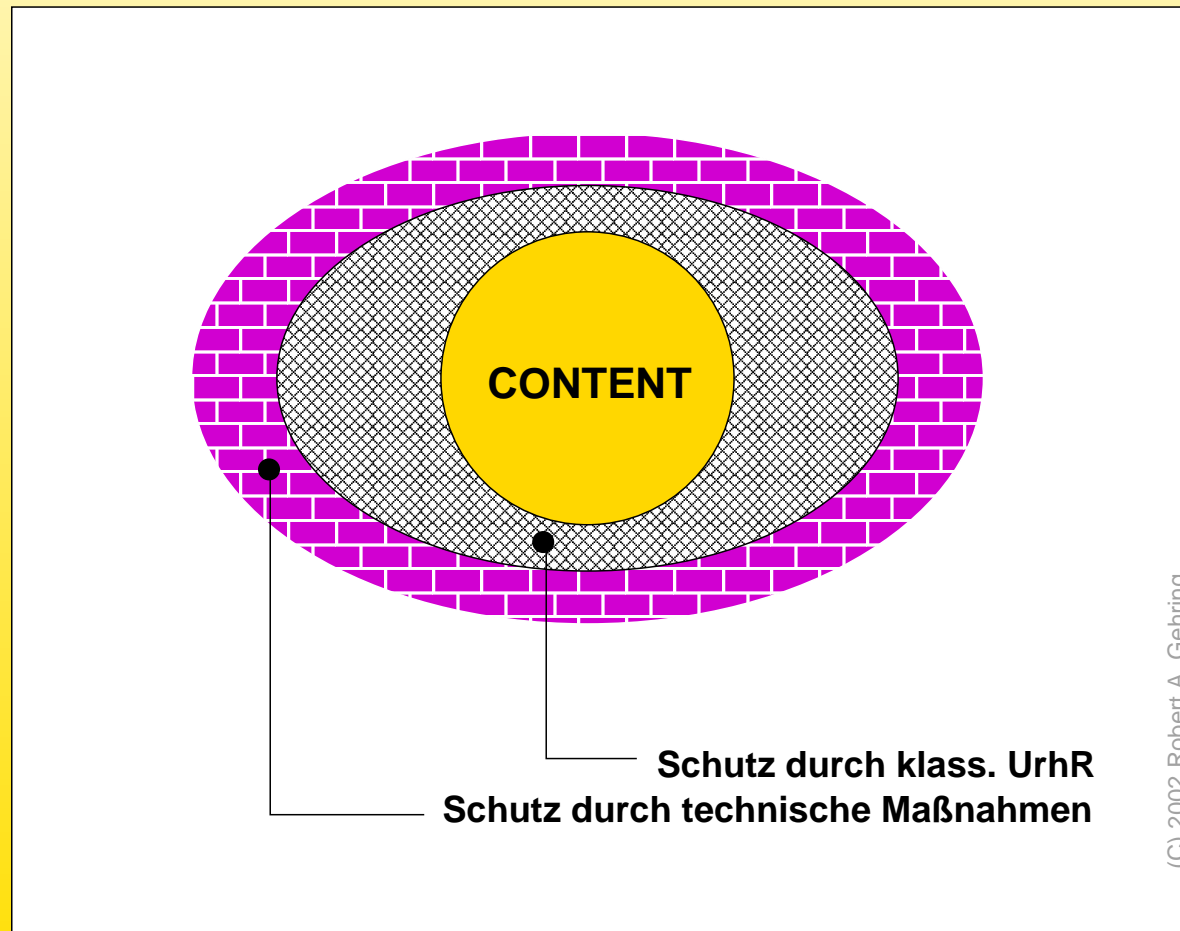 CONTENT
Schutz durch klass. UrhR
Schutz durch technische Maßnahmen
(C) 2002 Robert A. Gehring